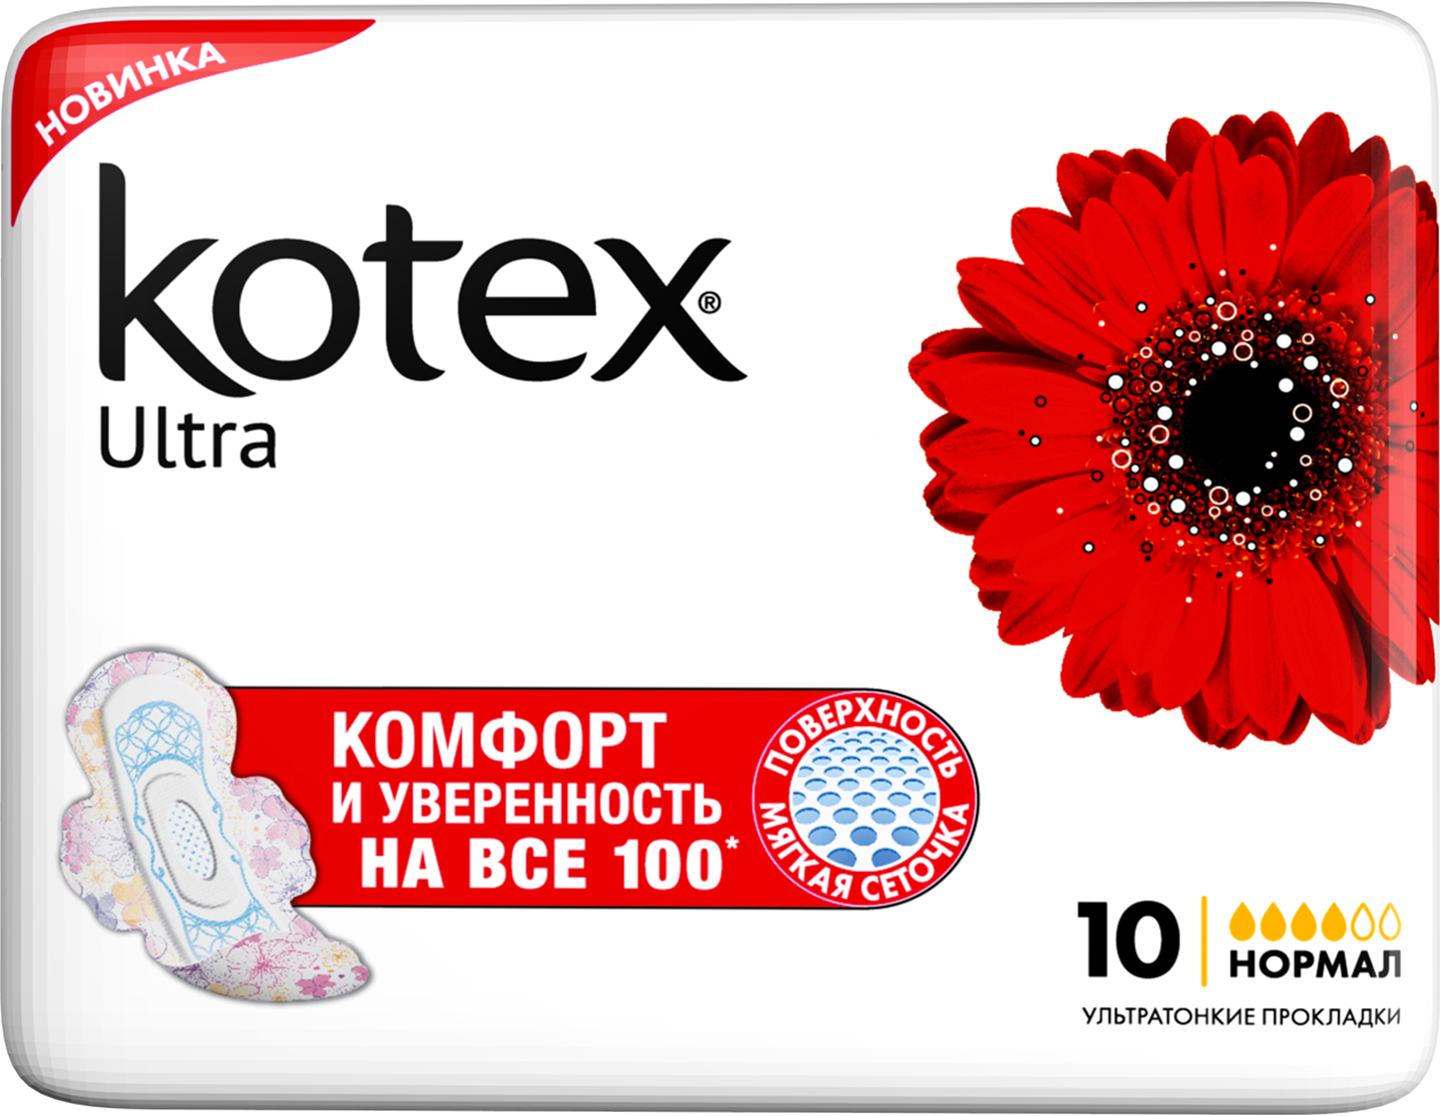 НОВИНКА
kotex®
Ultra
КОМФОРТ
И УВЕРЕННОСТЬ
НА ВСЕ 100*
ПОВЕРХНОСТЬ
МЯГКАЯ СЕТОЧКА
10 НОРМАЛ
УЛЬТРАТОНКИЕ ПРОКЛАДКИ